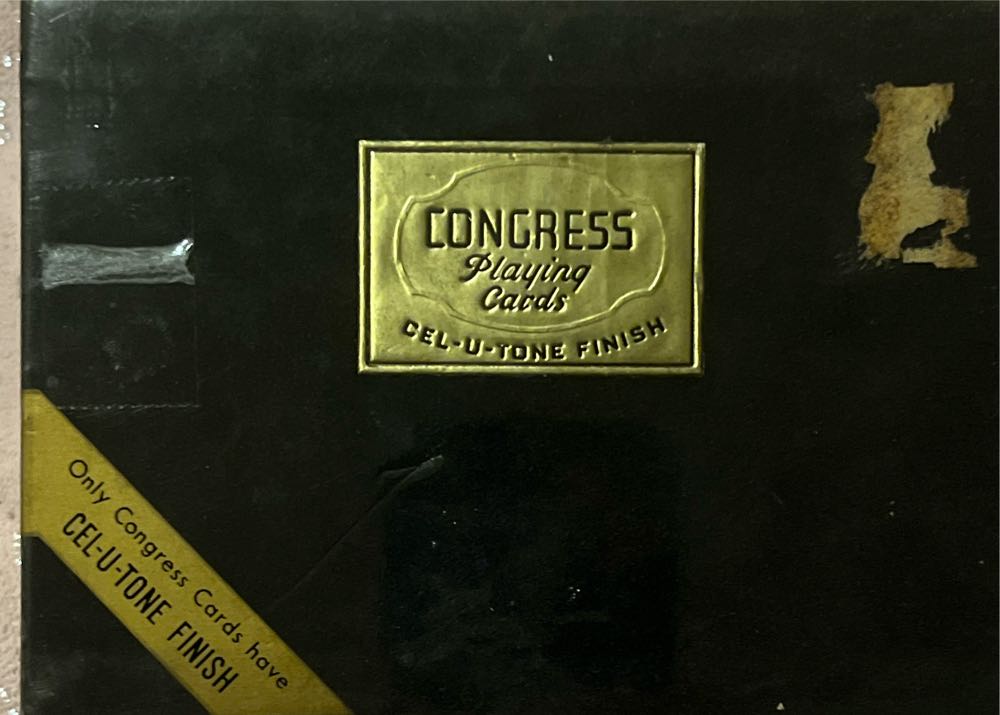 CONGRESS
Playing
Cards
CEL-U-TONE FINISH
Only Congress Cards have
CEL-U-TONE FINISH